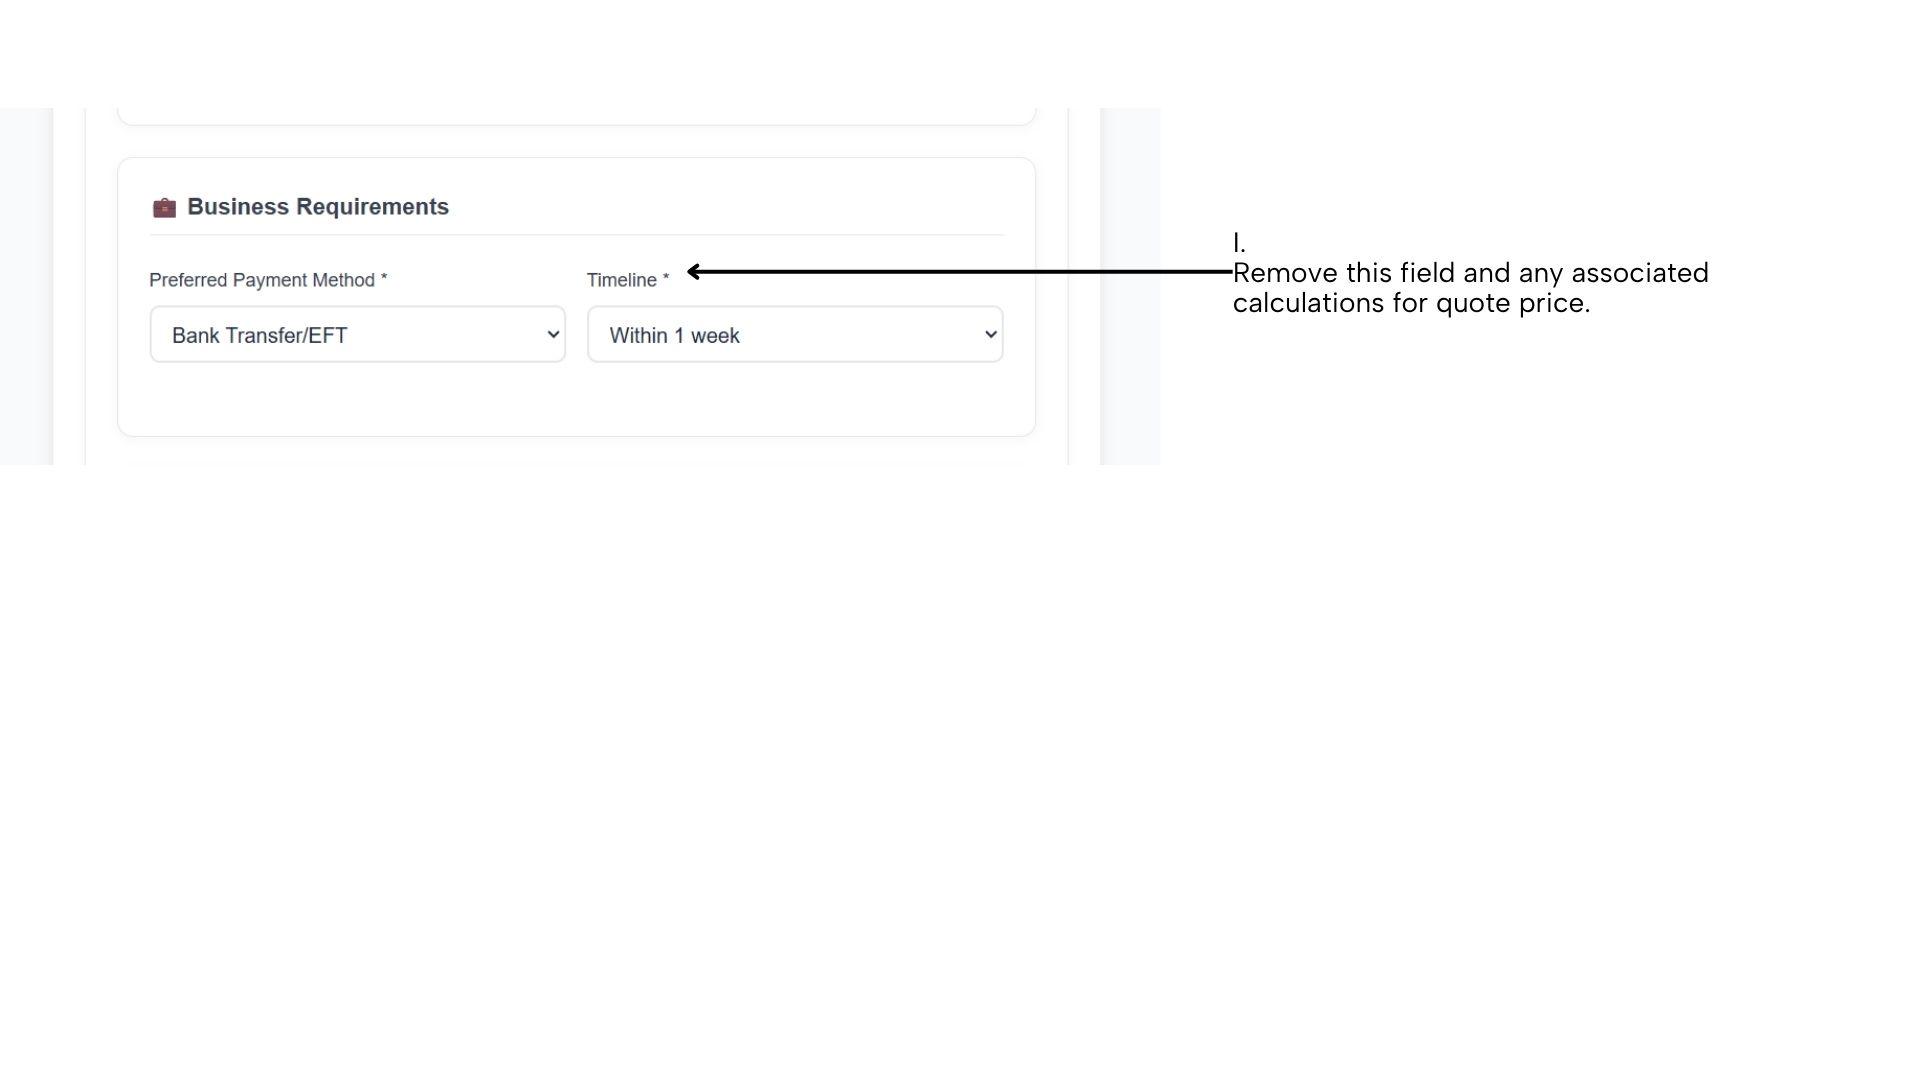 Business Requirements
Preferred Payment Method *
Timeline *
Bank Transfer/EFT
Within 1 week
I.
Remove this field and any associated
calculations for quote price.